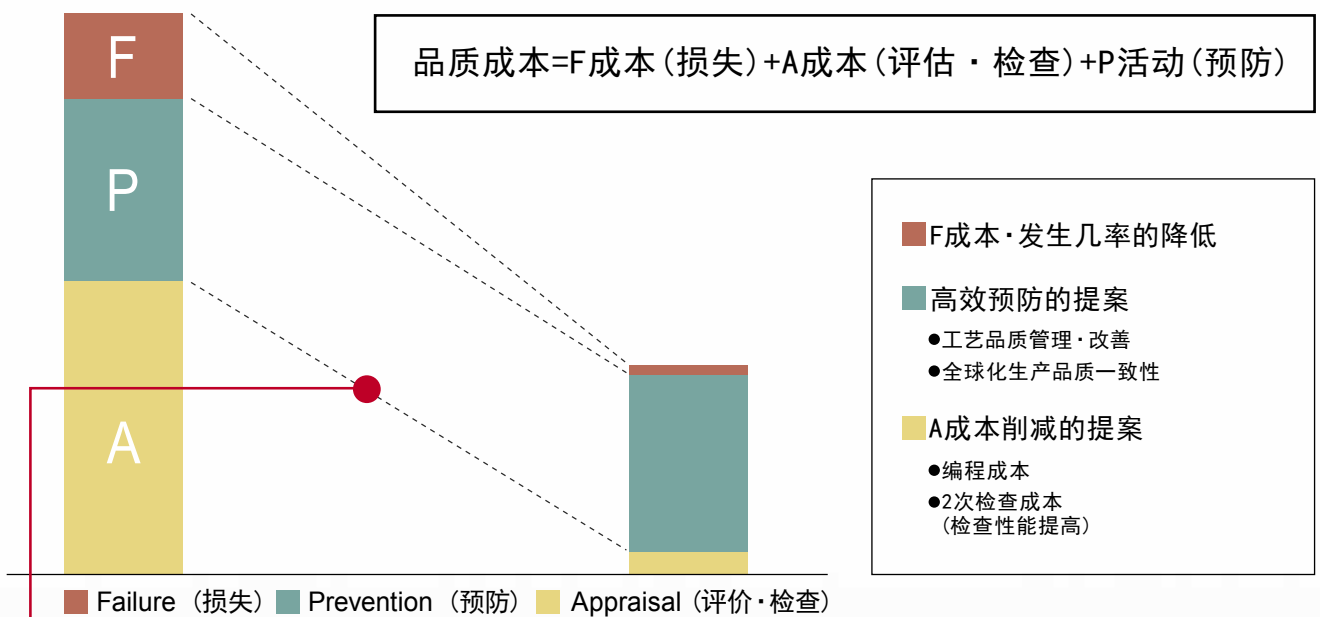 品质成本=F成本(损失)+A成本(评估·检查)+P活动(预防)
F
P
A
F成本·发生几率的降低
高效预防的提案
●工艺品质管理·改善
●全球化生产品质一致性
A成本削减的提案
●编程成本
●2次检查成本
(检查性能提高)
Failure (损失) Prevention (预防) Appraisal (评价·检查)